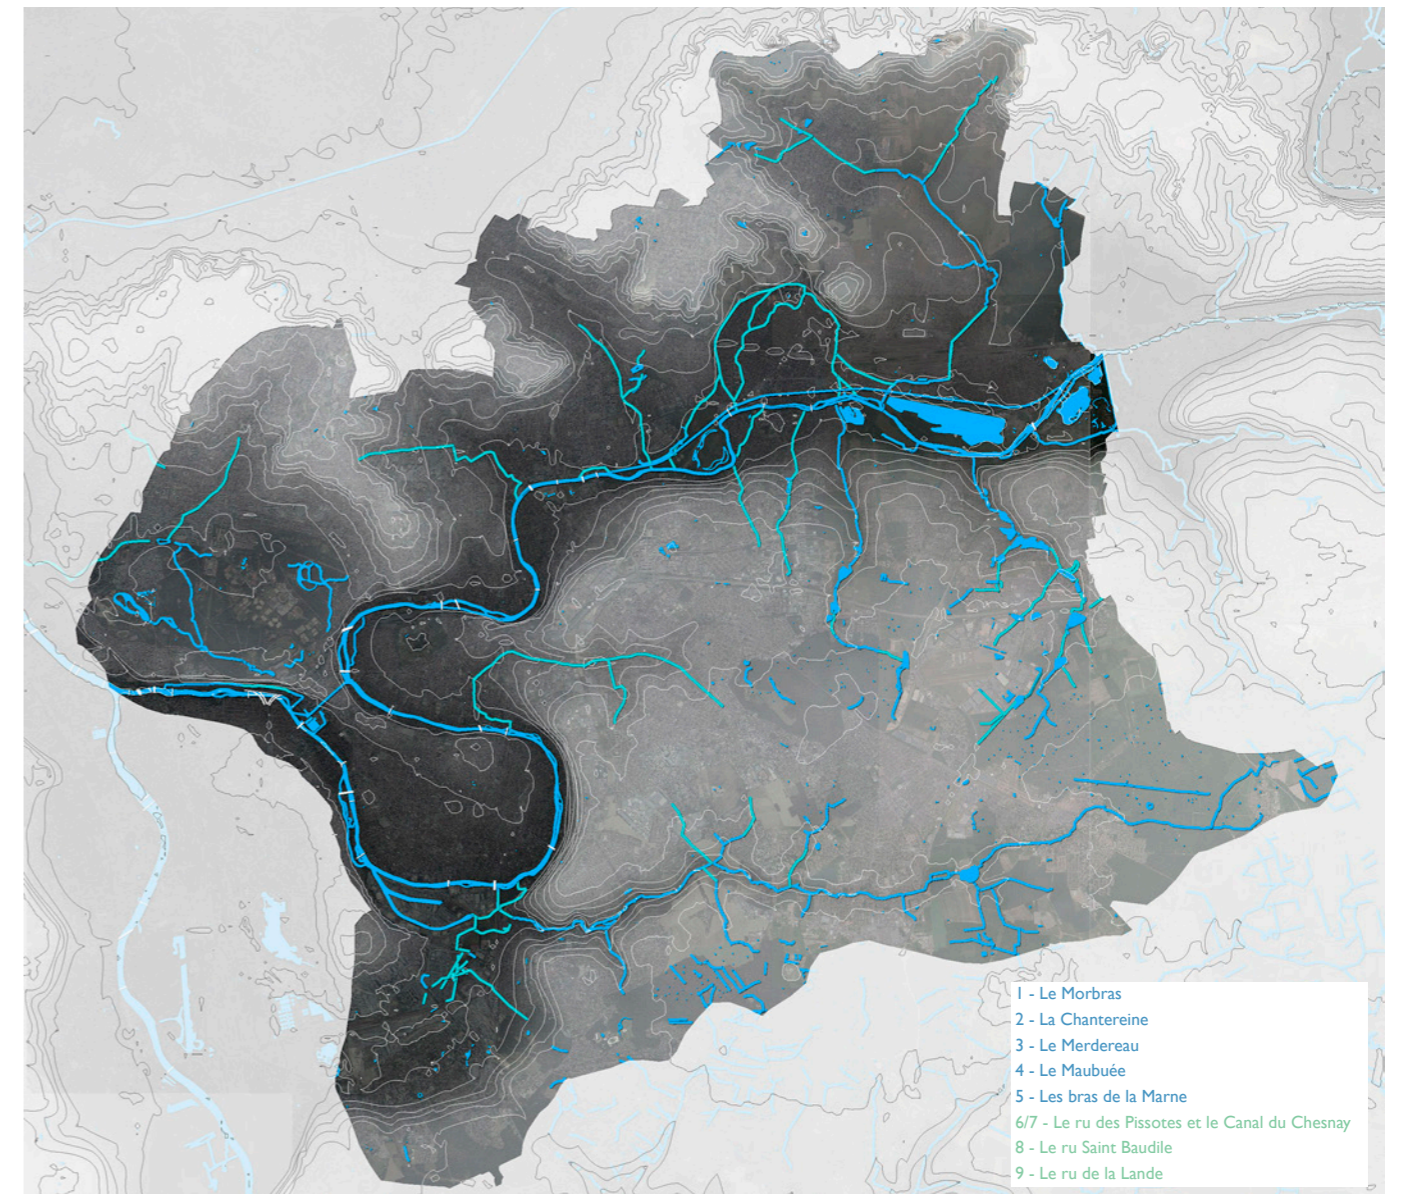 1 - Le Morbras
2 - La Chantereine
3 - Le Merdereau
4 - Le Maubuée
5 - Les bras de la Marne
6/7 - Le ru des Pissotes et le Canal du Chesnay
8 - Le ru Saint Baudile
9 - Le ru de la Lande